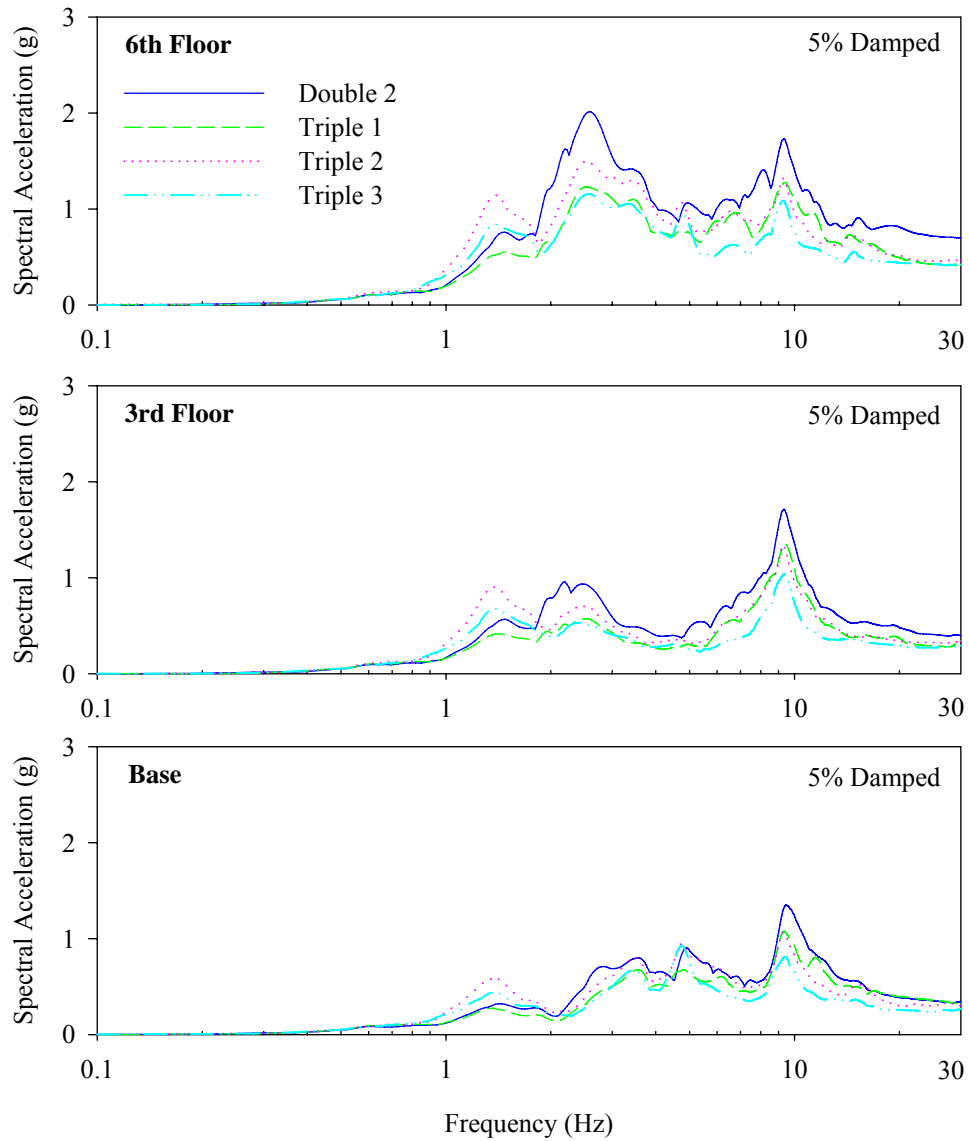 3
6th Floor
5% Damped
Double 2
Triple 1
Triple 2
Triple 3
2
1
0
Spectral Acceleration (g)
0.1
1
10
30
3
3rd Floor
5% Damped
2
1
0
Spectral Acceleration (g)
0.1
1
10
30
3
Base
5% Damped
2
1
0
Spectral Acceleration (g)
0.1
1
10
30
Frequency (Hz)